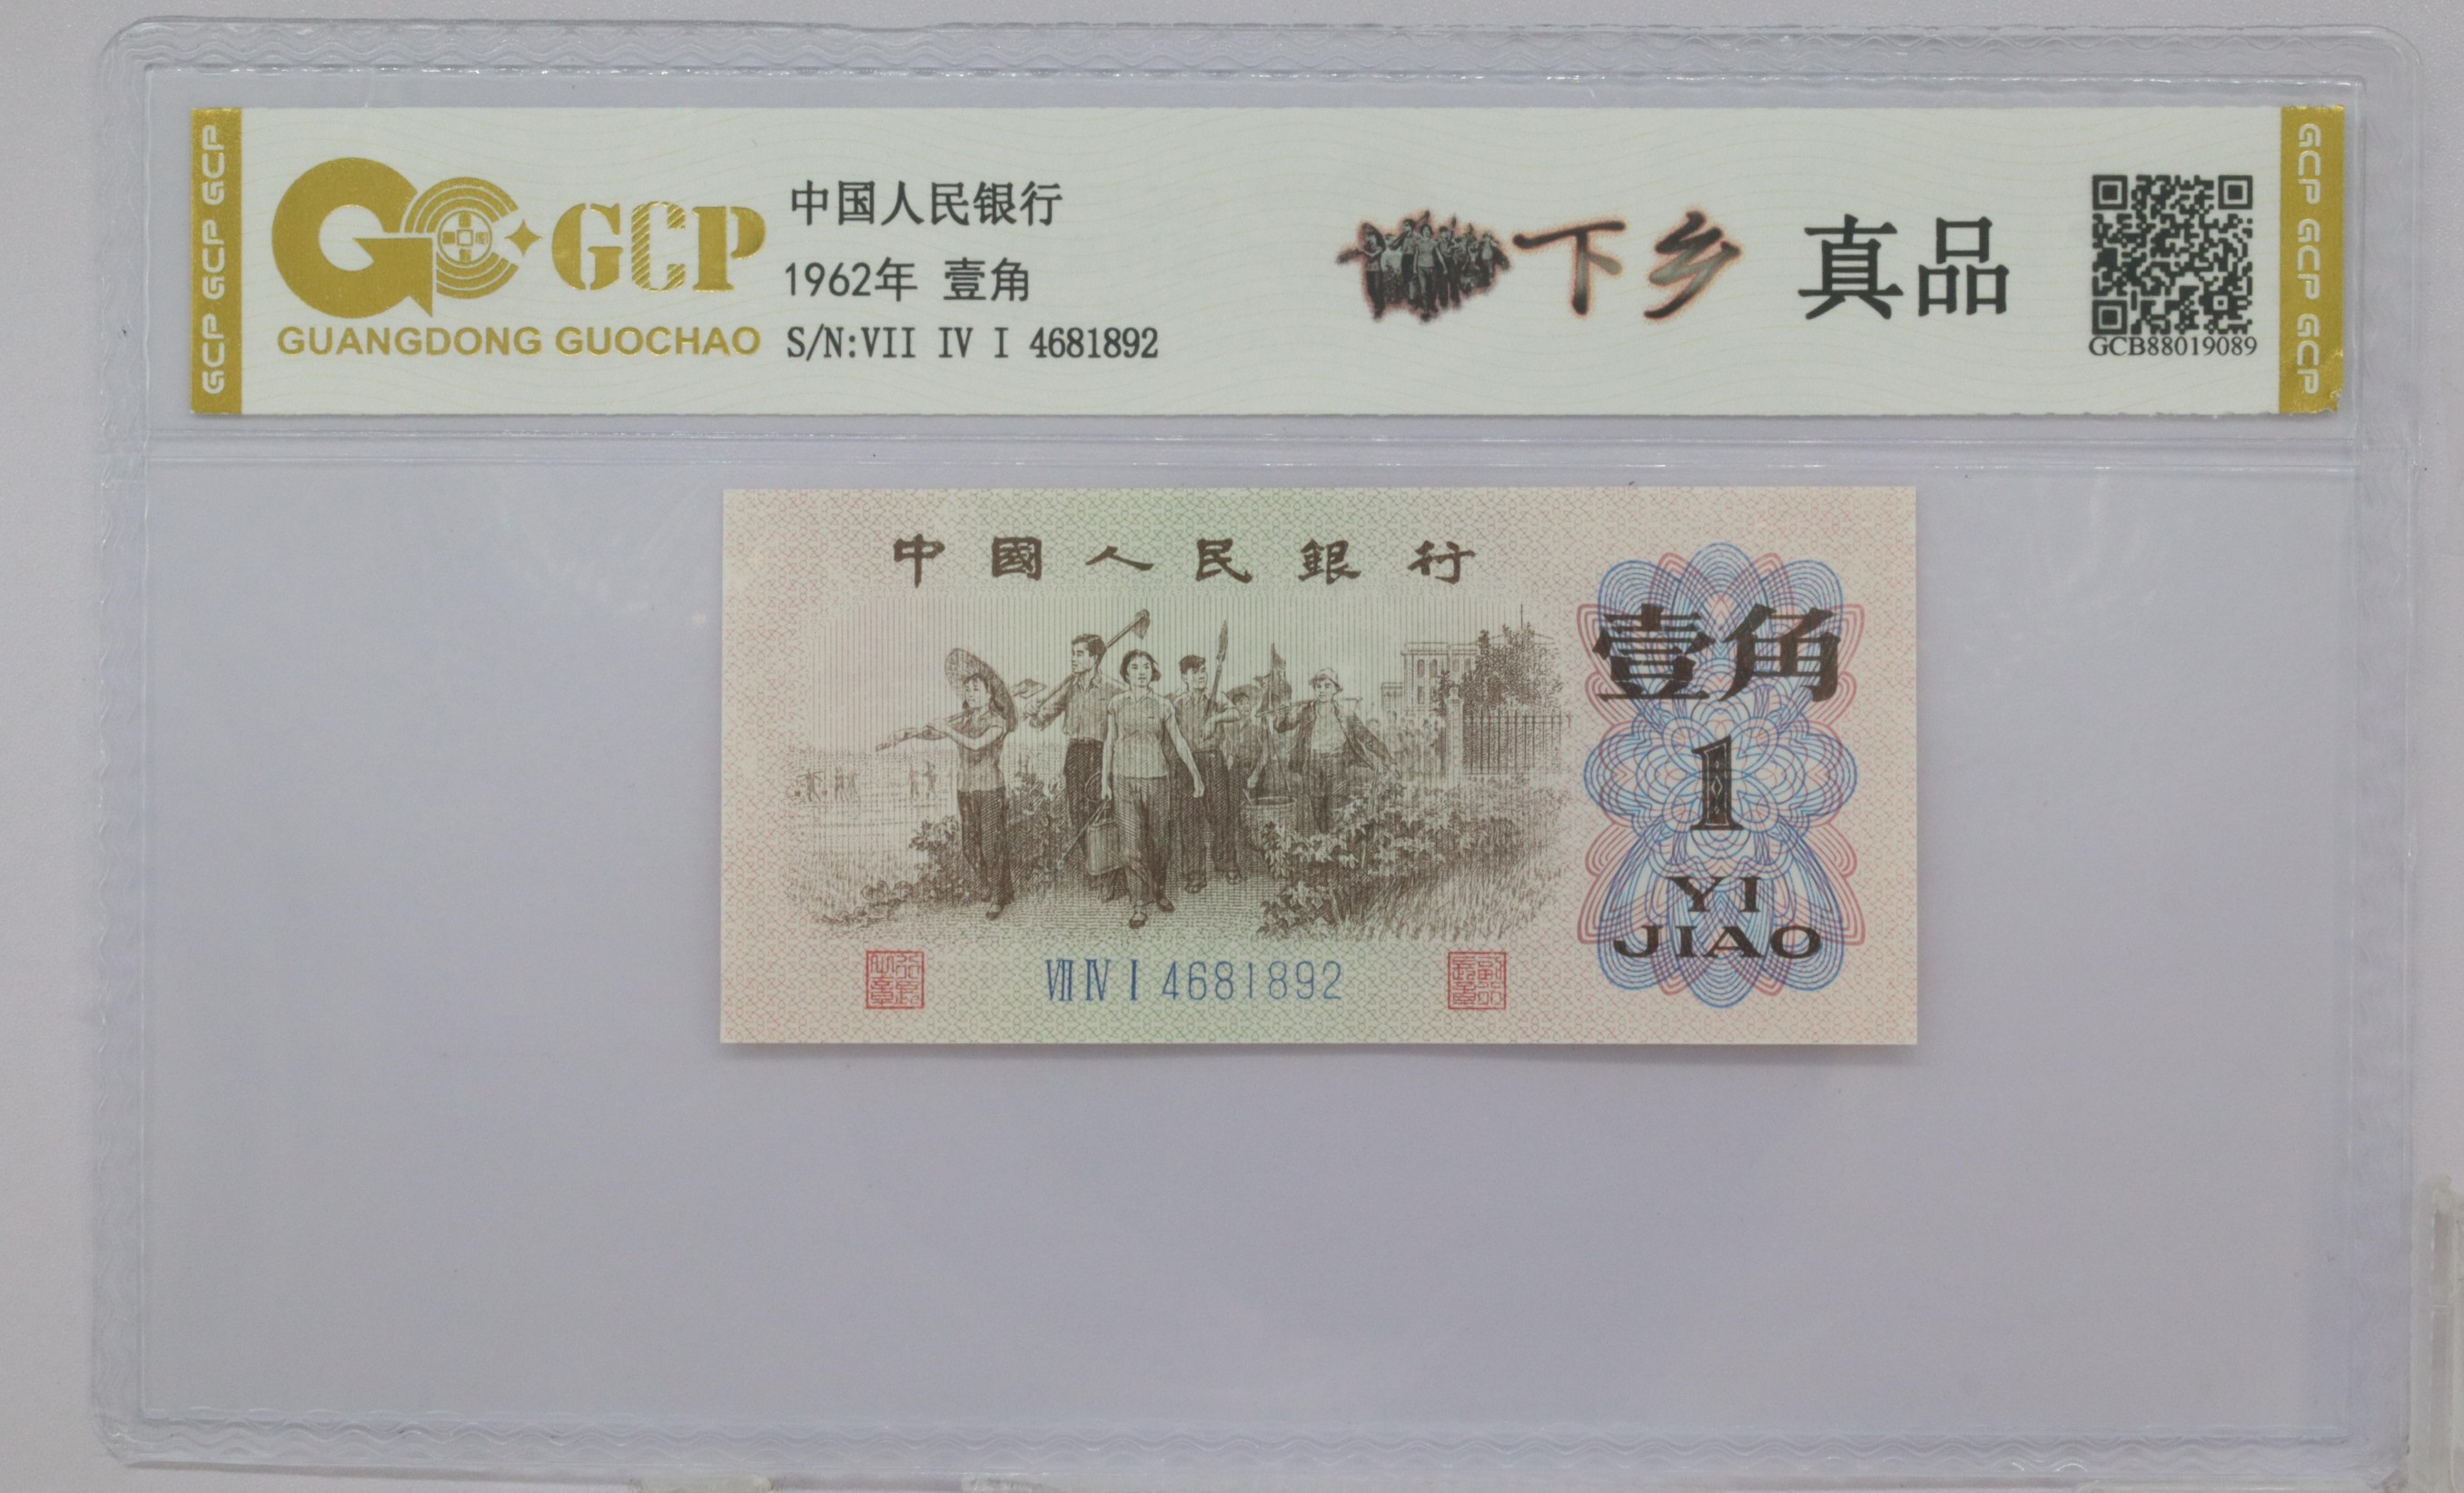 GCP GCP GCP
GCP
GUANGDONG GUOCHAO
中国人民银行
1962年 壹角
S/N:VII IV I 4681892
下乡 真品
GCB88019089
GCP GCP GCP
中國人民銀行
壹角
1
YI
JIAO
VII IV I 4681892